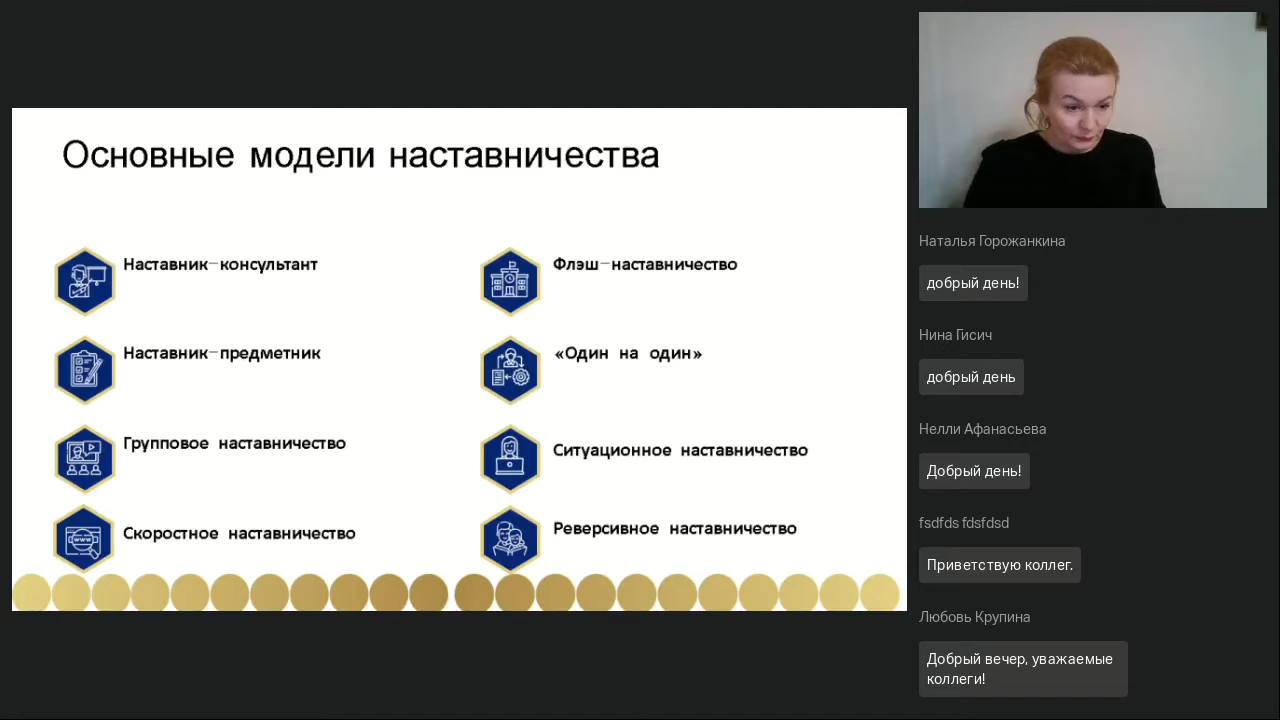 Основные модели наставничества
Наставник–консультант
Наставник–предметник
Групповое наставничество
Скоростное наставничество
Флэш–наставничество
«Один на один»
Ситуационное наставничество
Реверсивное наставничество
Наталья Горожанкина
добрый день!
Нина Гисич
добрый день
Нелли Афанасьева
Добрый день!
fsdfds fdsfdsd
Приветствую коллег.
Любовь Крупина
Добрый вечер, уважаемые
коллеги!